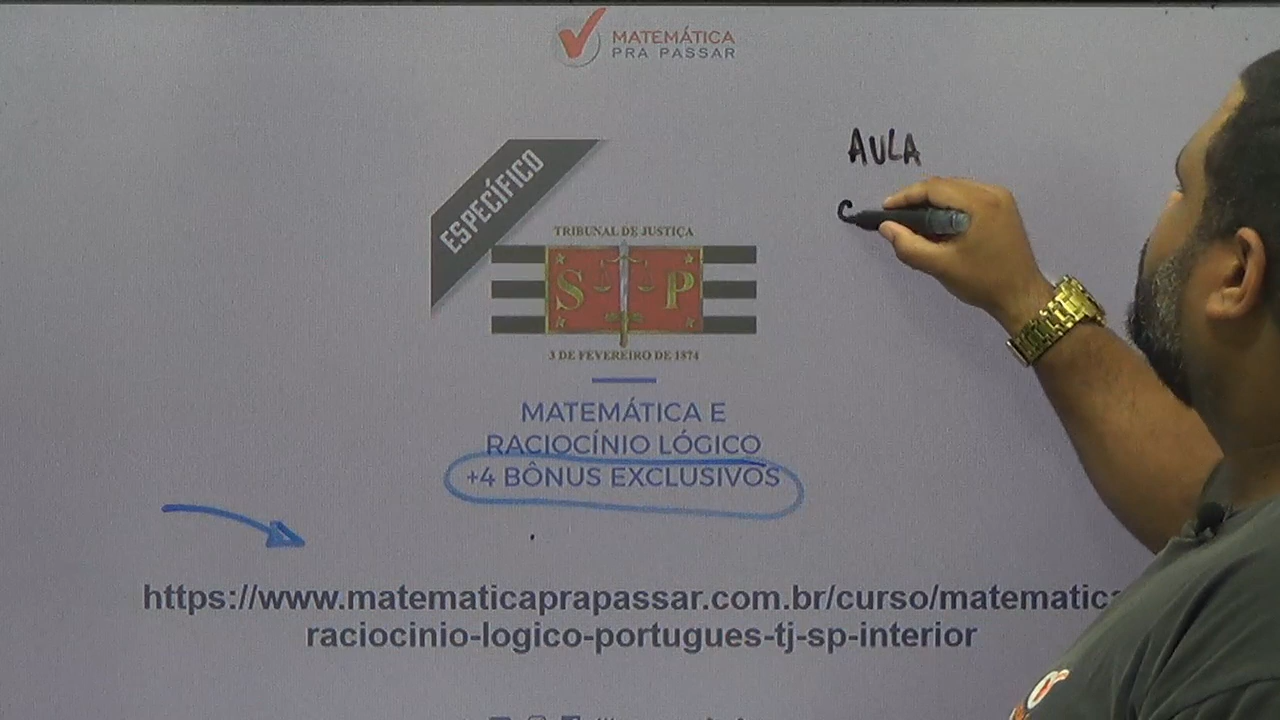 MATEMÁTICA
PRA PASSAR
AULA
ESPECÍFICO
TRIBUNAL DE JUSTIÇA
S P
3 DE FEVEREIRO DE 1874
MATEMÁTICA E
RACIOCÍNIO LÓGICO
+4 BÔNUS EXCLUSIVOS
https://www.matematicaprapassar.com.br/curso/matematica
raciocinio-logico-portugues-tj-sp-interior